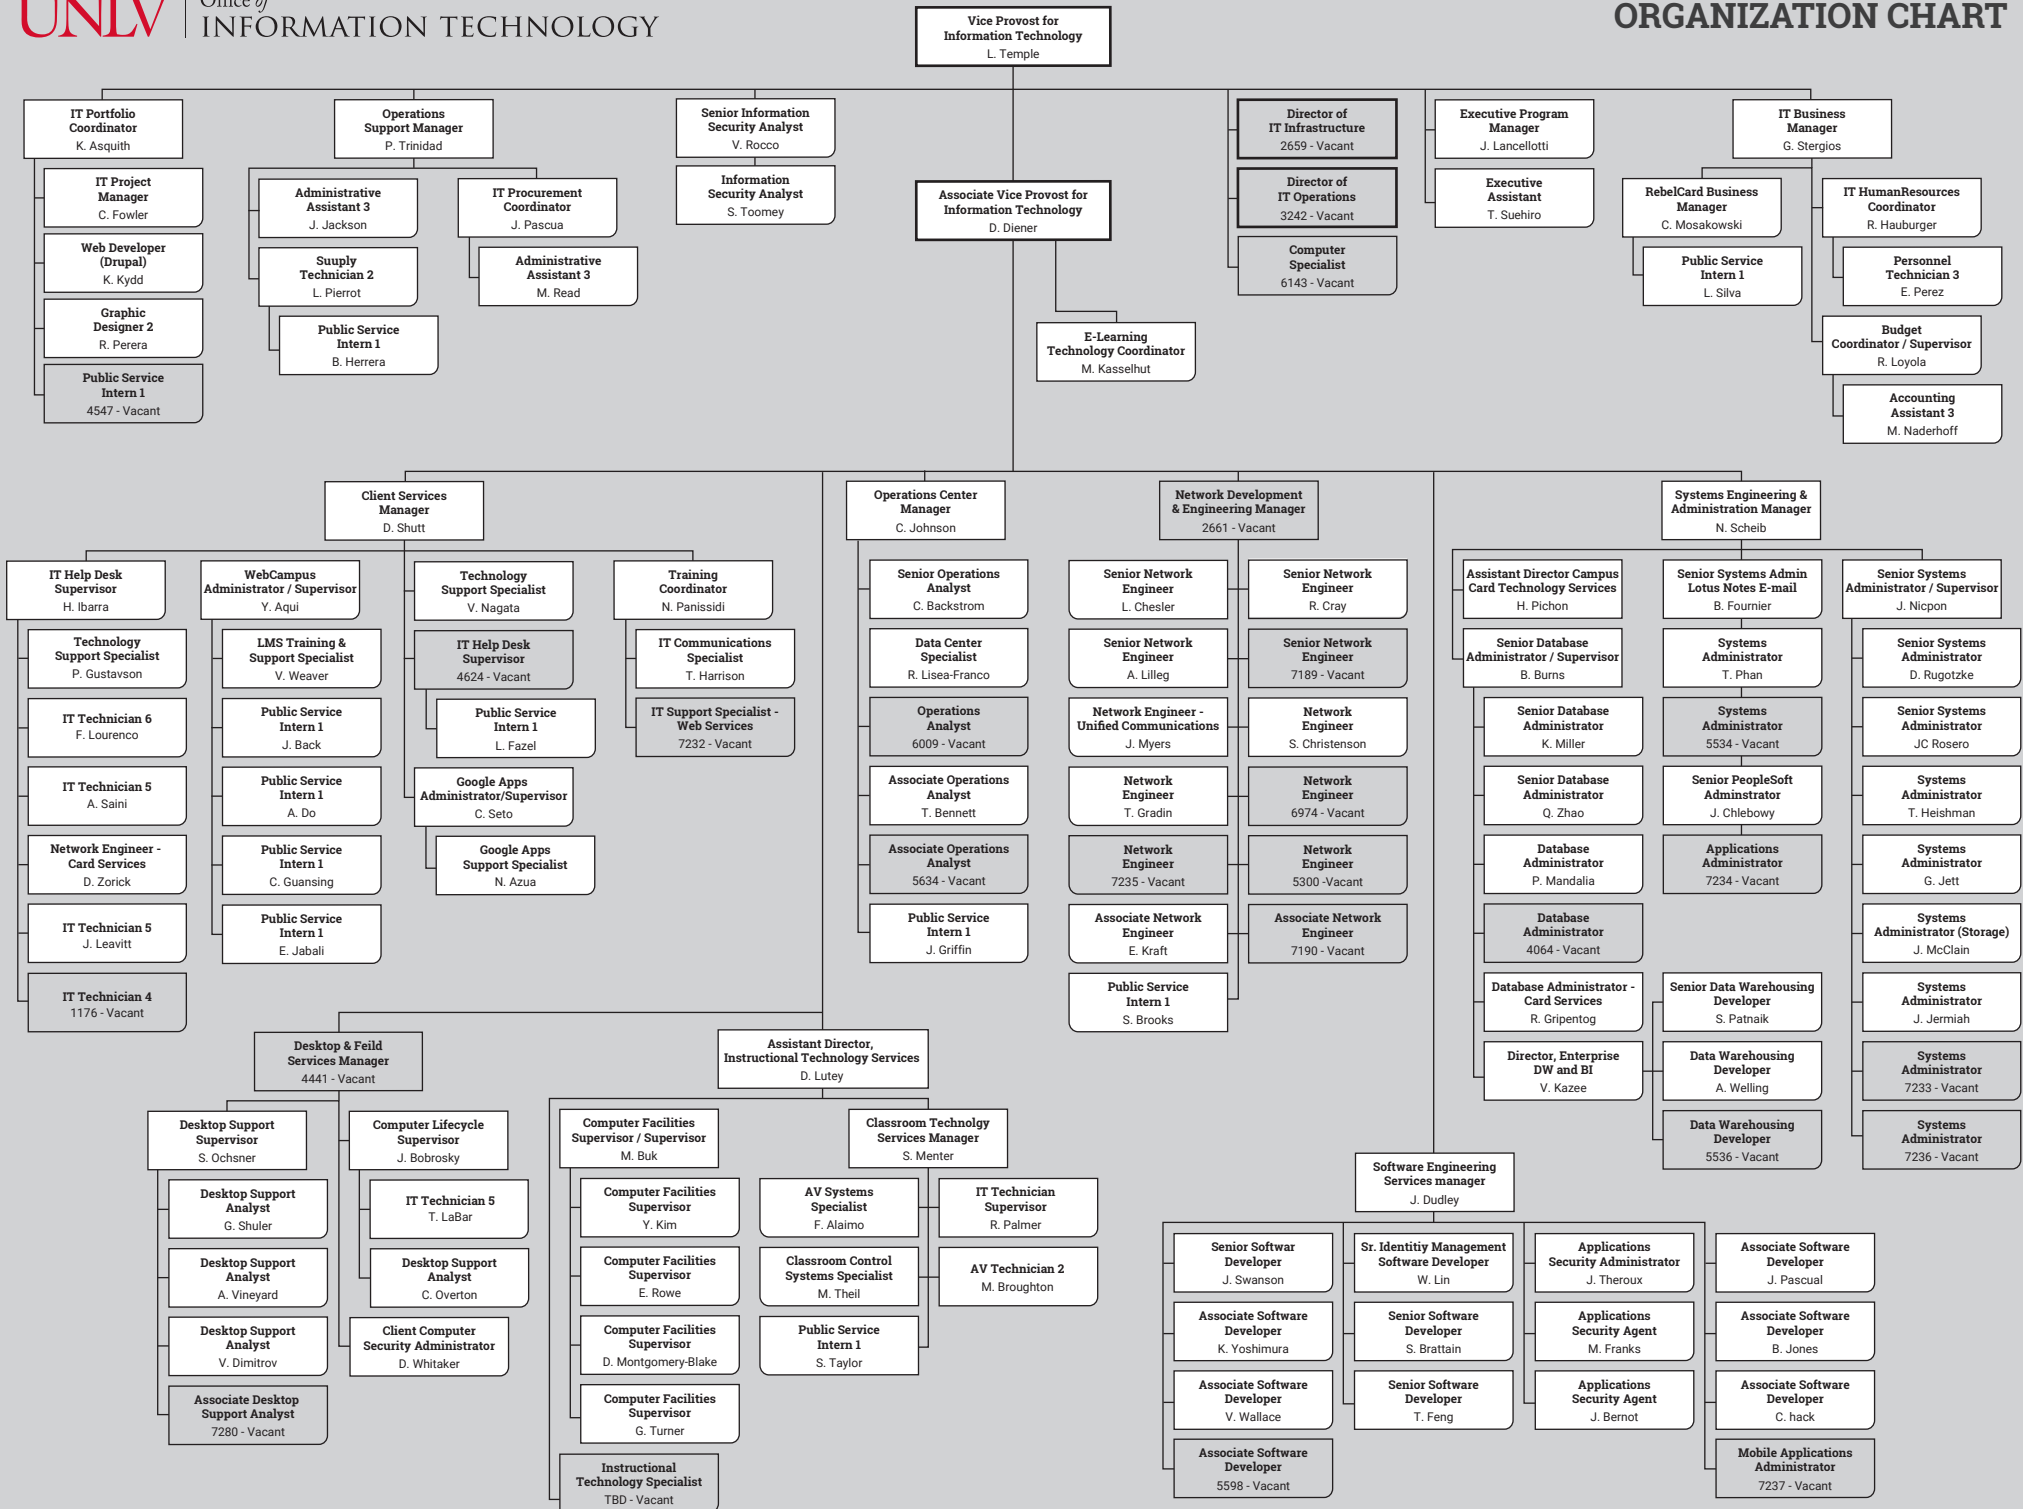 UNLV
Office of
INFORMATION TECHNOLOGY
ORGANIZATION CHART
Vice Provost for
Information Technology
L. Temple
IT Portfolio
Coordinator
K. Asquith
IT Project
Manager
C. Fowler
Web Developer
(Drupal)
K. Kydd
Graphic
Designer 2
R. Perera
Public Service
Intern 1
4547 - Vacant
Operations
Support Manager
P. Trinidad
Administrative
Assistant 3
J. Jackson
Suuply
Technician 2
L. Pierrot
Public Service
Intern 1
B. Herrera
IT Procurement
Coordinator
J. Pascua
Administrative
Assistant 3
M. Read
Senior Information
Security Analyst
V. Rocco
Information
Security Analyst
S. Toomey
Associate Vice Provost for
Information Technology
D. Diener
E-Learning
Technology Coordinator
M. Kasselhut
Director of
IT Infrastructure
2659 - Vacant
Director of
IT Operations
3242 - Vacant
Computer
Specialist
6143 - Vacant
Executive Program
Manager
J. Lancellotti
Executive
Assistant
T. Suehiro
IT Business
Manager
G. Stergios
RebelCard Business
Manager
C. Mosakowski
Public Service
Intern 1
L. Silva
IT HumanResources
Coordinator
R. Hauburger
Personnel
Technician 3
E. Perez
Budget
Coordinator / Supervisor
R. Loyola
Accounting
Assistant 3
M. Naderhoff
Client Services
Manager
D. Shutt
IT Help Desk
Supervisor
H. Ibarra
Technology
Support Specialist
P. Gustavson
IT Technician 6
F. Lourenco
IT Technician 5
A. Saini
Network Engineer -
Card Services
D. Zorick
IT Technician 5
J. Leavitt
IT Technician 4
1176 - Vacant
WebCampus
Administrator / Supervisor
Y. Aqui
LMS Training &
Support Specialist
V. Weaver
Public Service
Intern 1
J. Back
Public Service
Intern 1
A. Do
Public Service
Intern 1
C. Guansing
Public Service
Intern 1
E. Jabali
Technology
Support Specialist
V. Nagata
IT Help Desk
Supervisor
4624 - Vacant
Public Service
Intern 1
L. Fazel
Google Apps
Administrator/Supervisor
C. Seto
Google Apps
Support Specialist
N. Azua
Training
Coordinator
N. Panissidi
IT Communications
Specialist
T. Harrison
IT Support Specialist -
Web Services
7232 - Vacant
Operations Center
Manager
C. Johnson
Senior Operations
Analyst
C. Backstrom
Data Center
Specialist
R. Lisea-Franco
Operations
Analyst
6009 - Vacant
Associate Operations
Analyst
T. Bennett
Associate Operations
Analyst
5634 - Vacant
Public Service
Intern 1
J. Griffin
Network Development
& Engineering Manager
2661 - Vacant
Senior Network
Engineer
L. Chesler
Senior Network
Engineer
R. Cray
Senior Network
Engineer
A. Lilleg
Senior Network
Engineer
7189 - Vacant
Network Engineer -
Unified Communications
J. Myers
Network
Engineer
S. Christenson
Network
Engineer
T. Gradin
Network
Engineer
6974 - Vacant
Network
Engineer
7235 - Vacant
Network
Engineer
5300 -Vacant
Associate Network
Engineer
E. Kraft
Associate Network
Engineer
7190 - Vacant
Public Service
Intern 1
S. Brooks
Systems Engineering &
Administration Manager
N. Scheib
Assistant Director Campus
Card Technology Services
H. Pichon
Senior Database
Administrator / Supervisor
B. Burns
Senior Database
Administrator
K. Miller
Senior Database
Administrator
Q. Zhao
Database
Administrator
P. Mandalia
Database
Administrator
4064 - Vacant
Database Administrator -
Card Services
R. Gripentog
Director, Enterprise
DW and BI
V. Kazee
Senior Systems Admin
Lotus Notes E-mail
B. Fournier
Systems
Administrator
T. Phan
Systems
Administrator
5534 - Vacant
Senior PeopleSoft
Adminstrator
J. Chlebowy
Applications
Administrator
7234 - Vacant
Senior Data Warehousing
Developer
S. Patnaik
Data Warehousing
Developer
A. Welling
Data Warehousing
Developer
5536 - Vacant
Senior Systems
Administrator / Supervisor
J. Nicpon
Senior Systems
Administrator
D. Rugotzke
Senior Systems
Administrator
JC Rosero
Systems
Administrator
T. Heishman
Systems
Administrator
G. Jett
Systems
Administrator (Storage)
J. McClain
Systems
Administrator
J. Jermiah
Systems
Administrator
7233 - Vacant
Systems
Administrator
7236 - Vacant
Desktop & Feild
Services Manager
4441 - Vacant
Desktop Support
Supervisor
S. Ochsner
Desktop Support
Analyst
G. Shuler
Desktop Support
Analyst
A. Vineyard
Desktop Support
Analyst
V. Dimitrov
Associate Desktop
Support Analyst
7280 - Vacant
Computer Lifecycle
Supervisor
J. Bobrosky
IT Technician 5
T. LaBar
Desktop Support
Analyst
C. Overton
Client Computer
Security Administrator
D. Whitaker
Assistant Director,
Instructional Technology Services
D. Lutey
Computer Facilities
Supervisor / Supervisor
M. Buk
Computer Facilities
Supervisor
Y. Kim
Computer Facilities
Supervisor
E. Rowe
Computer Facilities
Supervisor
D. Montgomery-Blake
Computer Facilities
Supervisor
G. Turner
Instructional
Technology Specialist
TBD - Vacant
Classroom Technolgy
Services Manager
S. Menter
AV Systems
Specialist
F. Alaimo
IT Technician
Supervisor
R. Palmer
Classroom Control
Systems Specialist
M. Theil
AV Technician 2
M. Broughton
Public Service
Intern 1
S. Taylor
Software Engineering
Services manager
J. Dudley
Senior Softwar
Developer
J. Swanson
Associate Software
Developer
K. Yoshimura
Associate Software
Developer
V. Wallace
Associate Software
Developer
5598 - Vacant
Sr. Identitiy Management
Software Developer
W. Lin
Senior Software
Developer
S. Brattain
Senior Software
Developer
T. Feng
Applications
Security Administrator
J. Theroux
Applications
Security Agent
M. Franks
Applications
Security Agent
J. Bernot
Associate Software
Developer
J. Pascual
Associate Software
Developer
B. Jones
Associate Software
Developer
C. hack
Mobile Applications
Administrator
7237 - Vacant